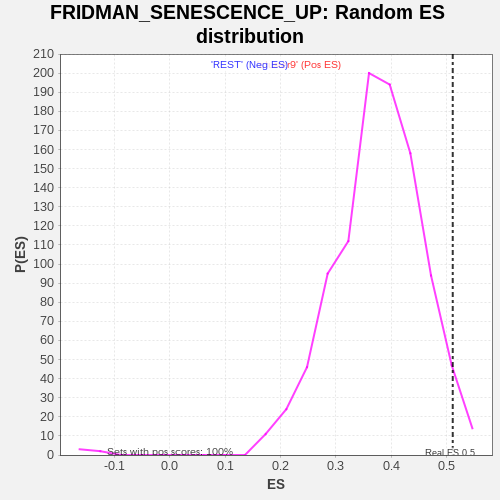 FRIDMAN_SENESCENCE_UP: Random ES
distribution
'REST' (Neg ES)r9' (Pos ES)
210
200
190
180
170
160
150
140
130
120
110
100
90
80
70
60
50
40
30
20
10
0
P(ES)
Sets with pos scores: 100%
Real ES 0.5
-0.1 0.0 0.1 0.2 0.3 0.4 0.5
ES